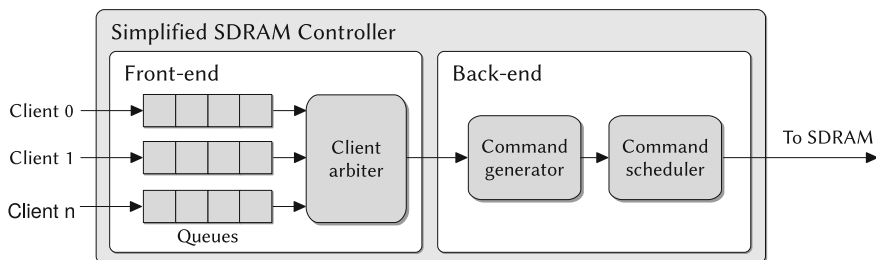 Simplified SDRAM Controller
Front-end
Back-end
Client 0
Client 1
Client n
Queues
Client
arbiter
Command
generator
Command
scheduler
To SDRAM